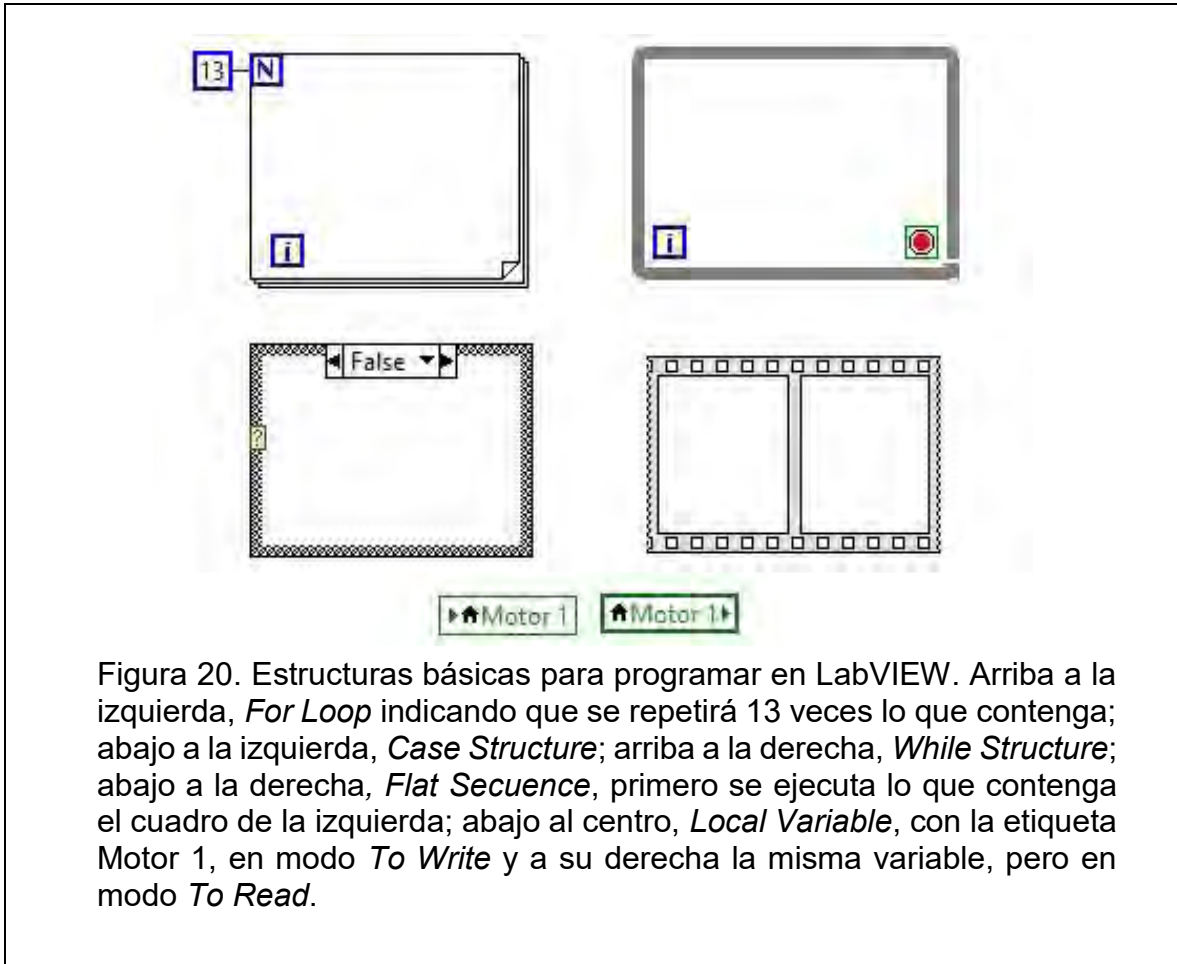 13 N
i
i
False
?
Motor 1 Motor 1
Figura 20. Estructuras básicas para programar en LabVIEW. Arriba a la
izquierda, For Loop indicando que se repetirá 13 veces lo que contenga;
abajo a la izquierda, Case Structure; arriba a la derecha, While Structure;
abajo a la derecha, Flat Secuence, primero se ejecuta lo que contenga
el cuadro de la izquierda; abajo al centro, Local Variable, con la etiqueta
Motor 1, en modo To Write y a su derecha la misma variable, pero en
modo To Read.